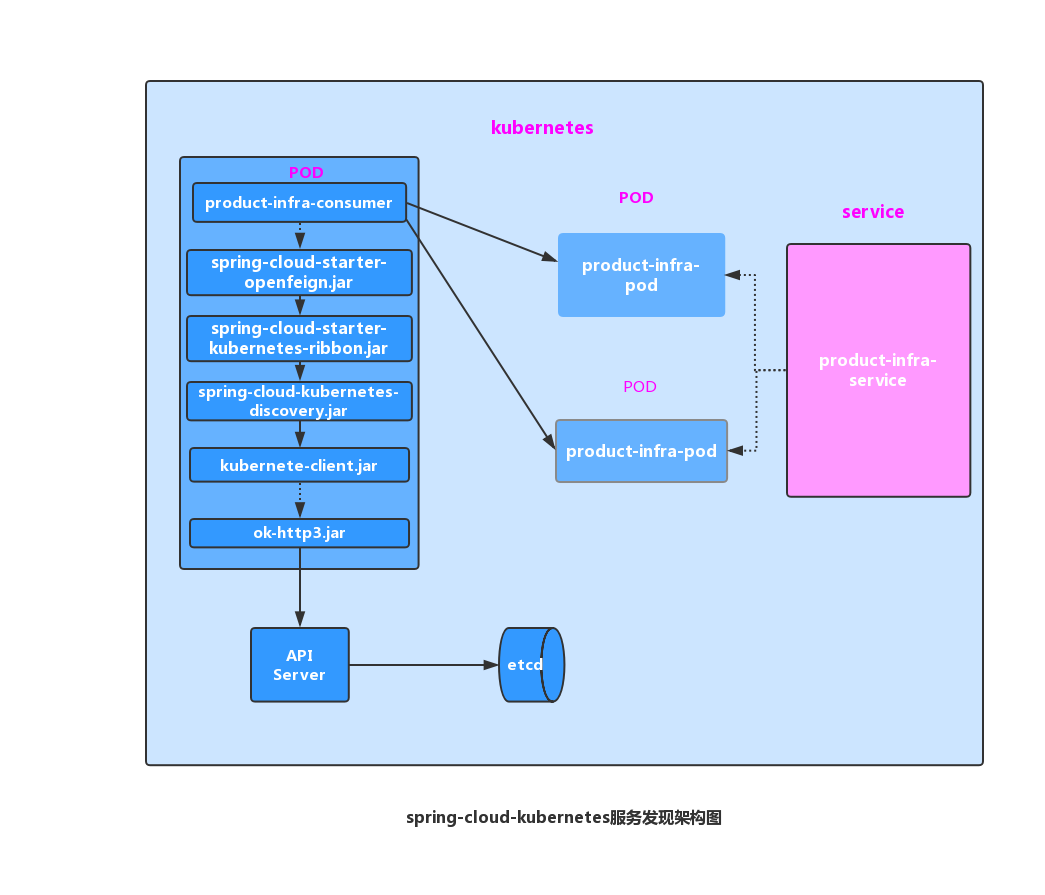 kubernetes
POD
product-infra-consumer
spring-cloud-starter-
openfeign.jar
spring-cloud-starter-
kubernetes-ribbon.jar
spring-cloud-kubernetes-
discovery.jar
kubernete-client.jar
ok-http3.jar
API
Server
etcd
POD
product-infra-
pod
POD
product-infra-pod
service
product-infra-
service
spring-cloud-kubernetes服务发现架构图